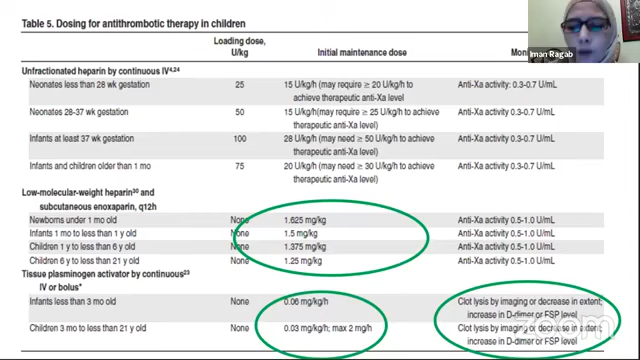 Table 5. Dosing for antithrombotic therapy in children
Loading dose, U/kg Initial maintenance dose Moni
Unfractionated heparin by continuous IV4,24
Neonates less than 28 wk gestation 25 15 U/kg/h (may require ≥ 20 U/kg/h to achieve therapeutic anti-Xa level Anti-Xa activity: 0.3-0.7 U/mL
Neonates 28-37 wk gestation 50 15 U/kg/h(may require ≥ 25 U/kg/h to achieve therapeutic anti-Xa level) Anti-Xa activity 0.3-0.7 U/mL
Infants at least 37 wk gestation 100 28 U/kg/h (may need ≥ 50 U/kg/h to achieve therapeutic anti-Xa level) Anti-Xa activity 0.3-0.7 U/mL
Infants and children older than 1 mo 75 20 U/kg/h(may need ≥ 30 U/kg/h to achieve therapeutic anti-Xa level) Anti-Xa activity 0.3-0.7 U/mL
Low-molecular-weight heparin30 and
subcutaneous enoxaparin, q12h
Newborns under 1 mo old None 1.625 mg/kg Anti-Xa activity 0.5-1.0 U/mL
Infants 1 mo to less than 1 y old None 1.5 mg/kg Anti-Xa activity 0.5-1.0 U/mL
Children 1 y to less than 6 y old None 1.375 mg/kg Anti-Xa activity 0.5-1.0 U/mL
Children 6 y to less than 21 y old None 1.25 mg/kg Anti-Xa activity 0.5-1.0 U/mL
Tissue plasminogen activator by continuous23
IV or bolus*
Infants less than 3 mo old None 0.06 mg/kg/h Clot lysis by imaging or decrease in extent; increase in D-dimer or FSP level
Children 3 mo to less than 21 y old None 0.03 mg/kg/h; max 2 mg/h Clot lysis by imaging or decrease in extent; increase in D-dimer or FSP level
Iman Ragab
zoom